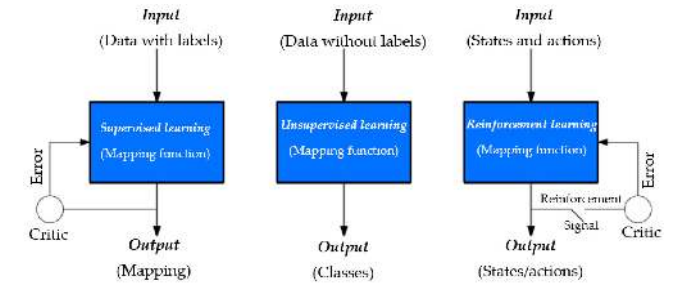 Input
(Data with labels)
Supervised learning
(Mapping function)
Error
Critic
Output
(Mapping)
Input
(Data without labels)
Unsupervised learning
(Mapping function)
Output
(Classes)
Input
(States and actions)
Reinforcement learning
(Mapping function)
Error
Reinforcement
Signal
Critic
Output
(States/actions)